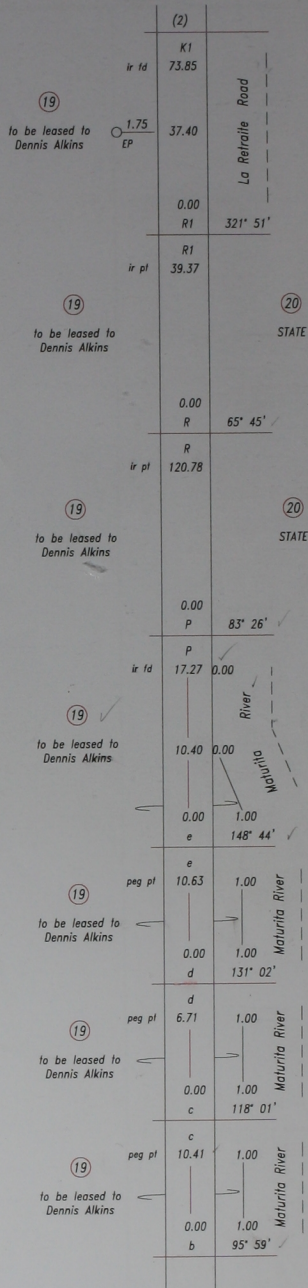 (2)
K1
ir fd 73.85
La Retraite Road
19
to be leased to
Dennis Alkins
1.75
EP
37.40
0.00
R1 321° 51'
R1
ir pt 39.37
19
to be leased to
Dennis Alkins
20
STATE
0.00
R 65° 45'
R
ir pt 120.78
19
to be leased to
Dennis Alkins
20
STATE
0.00
P 83° 26'
P
ir fd 17.27 0.00
19
to be leased to
Dennis Alkins
10.40 0.00
Maturita River
0.00 1.00
e 148° 44'
e
peg pt 10.63 1.00
19
to be leased to
Dennis Alkins
Maturita River
0.00 1.00
d 131° 02'
d
peg pt 6.71 1.00
19
to be leased to
Dennis Alkins
Maturita River
0.00 1.00
c 118° 01'
c
peg pt 10.41 1.00
19
to be leased to
Dennis Alkins
Maturita River
0.00 1.00
b 95° 59'